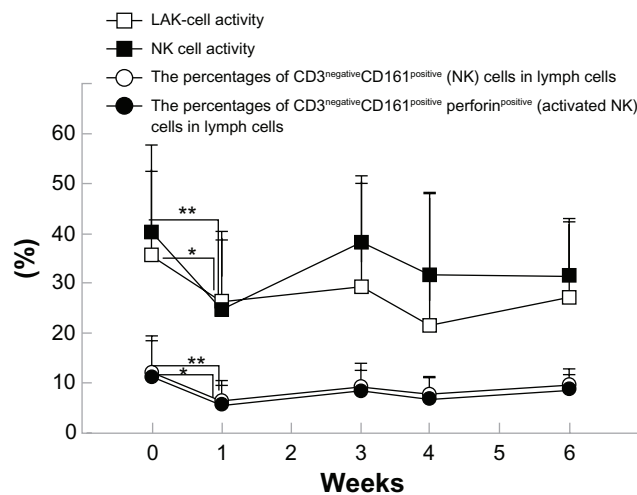 LAK-cell activity
NK cell activity
The percentages of CD3negativeCD161positive (NK) cells in lymph cells
The percentages of CD3negativeCD161positive perforinpositive (activated NK)
cells in lymph cells
60
50
40
30
20
10
0
(%)
**
*
**
*
0 1 2 3 4 5 6
Weeks